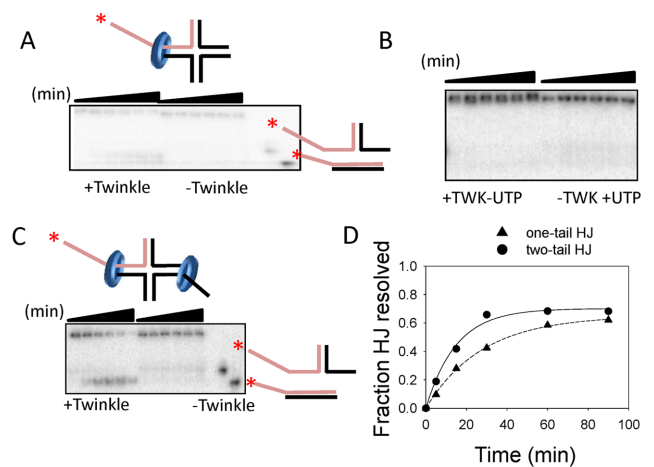 A
*
(min)
*
*
+Twinkle
-Twinkle
B
(min)
+TWK-UTP
-TWK +UTP
C
*
(min)
*
*
+Twinkle
-Twinkle
D
one-tail HJ
two-tail HJ
Fraction HJ resolved
1.0
0.8
0.6
0.4
0.2
0.0
0 20 40 60 80 100
Time (min)